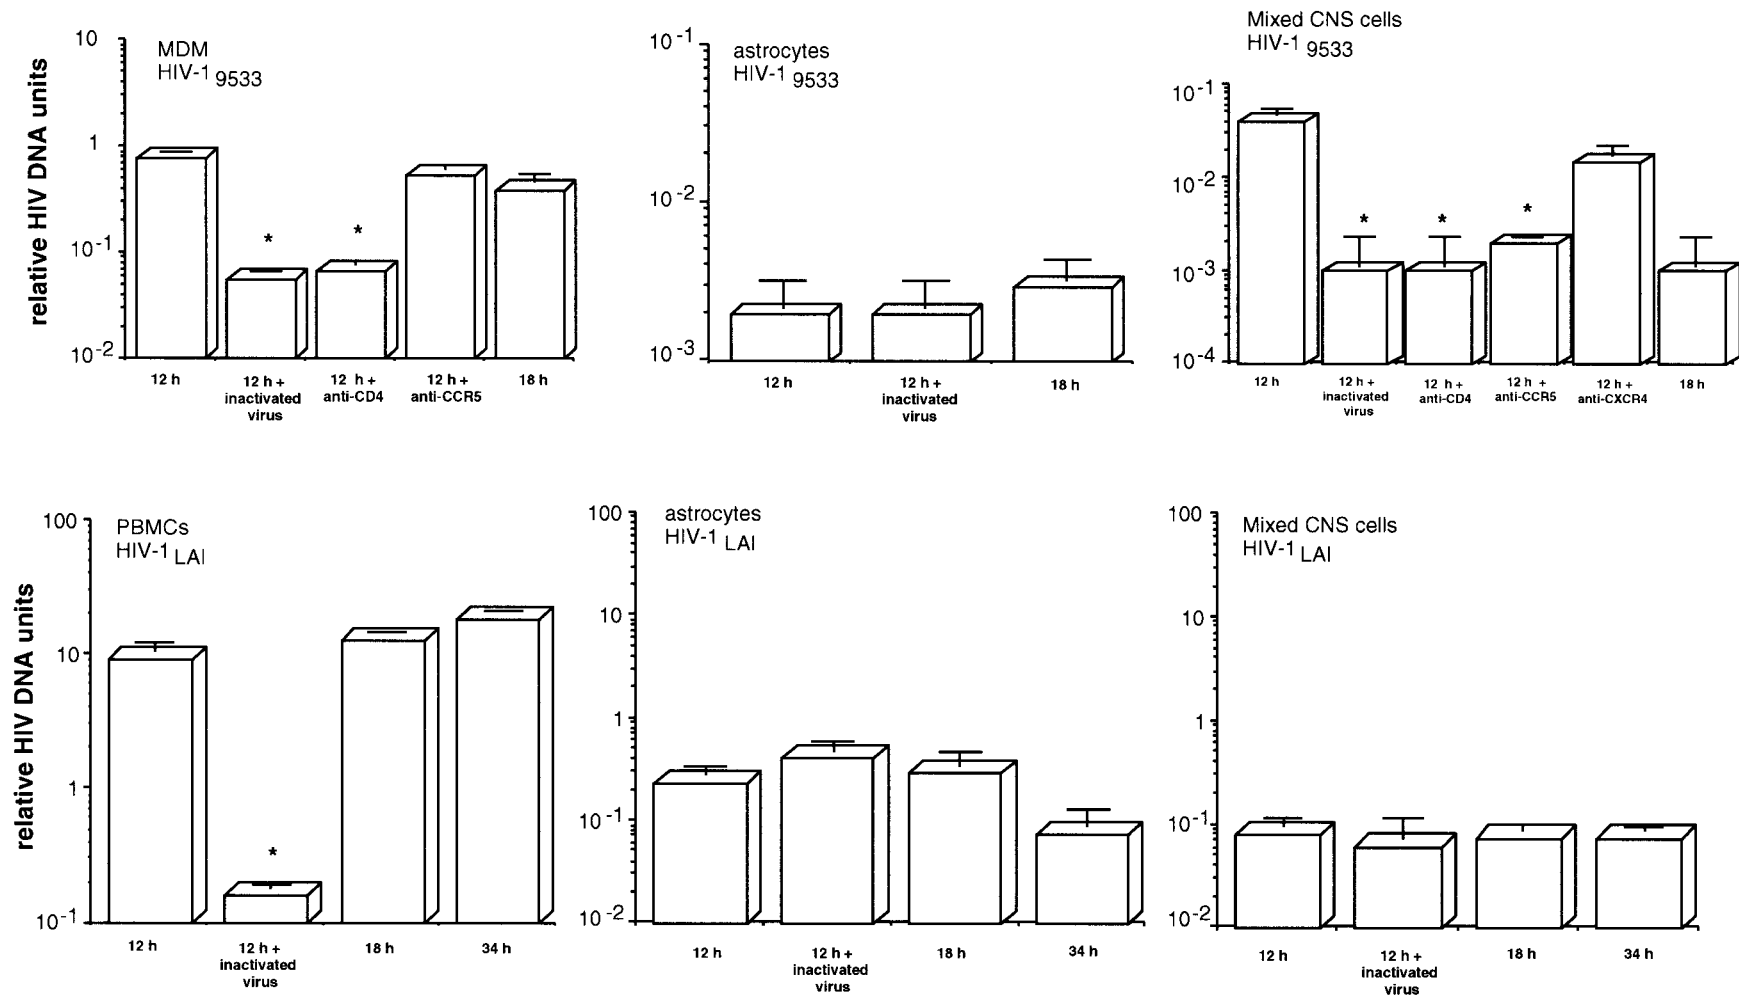 relative HIV DNA units
MDM
HIV-1 9533
10
1
10-1
10-2
12 h
12 h +
inactivated
virus
12 h +
anti-CD4
12 h +
anti-CCR5
18 h
astrocytes
HIV-1 9533
10-1
10-2
10-3
12 h
12 h +
inactivated
virus
18 h
Mixed CNS cells
HIV-1 9533
10-1
10-2
10-3
10-4
12 h
12 h +
inactivated
virus
12 h +
anti-CD4
12 h +
anti-CCR5
12 h +
anti-CXCR4
18 h
*
*
*
*
*
relative HIV DNA units
PBMCs
HIV-1 LAI
100
10
1
10-1
*
12 h
12 h +
inactivated
virus
18 h
34 h
astrocytes
HIV-1 LAI
100
10
1
10-1
10-2
12 h
12 h +
inactivated
virus
18 h
34 h
Mixed CNS cells
HIV-1 LAI
100
10
1
10-1
10-2
12 h
12 h +
inactivated
virus
18 h
34 h